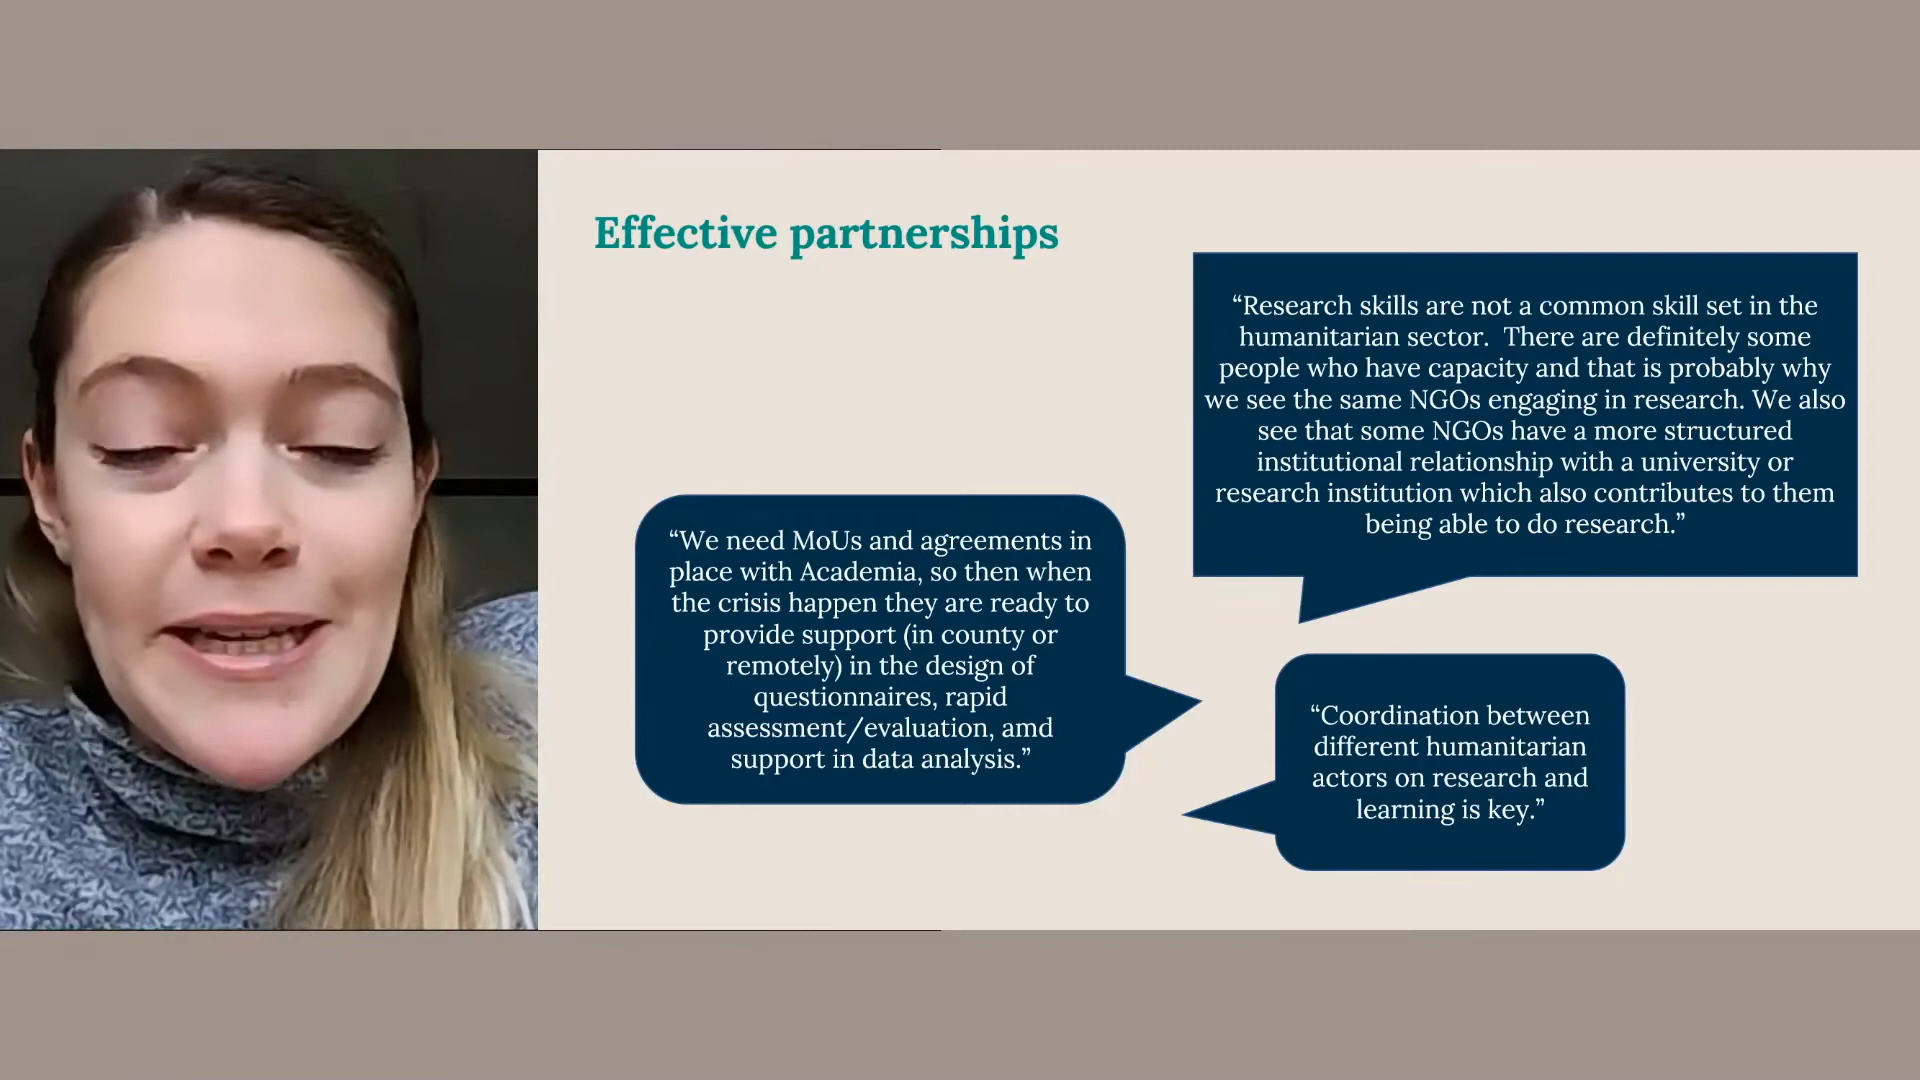 Effective partnerships
“Research skills are not a common skill set in the
humanitarian sector.  There are definitely some
people who have capacity and that is probably why
we see the same NGOs engaging in research. We also
see that some NGOs have a more structured
institutional relationship with a university or
research institution which also contributes to them
being able to do research.”
“We need MoUs and agreements in
place with Academia, so then when
the crisis happen they are ready to
provide support (in county or
remotely) in the design of
questionnaires, rapid
assessment/evaluation, amd
support in data analysis.”
“Coordination between
different humanitarian
actors on research and
learning is key.”